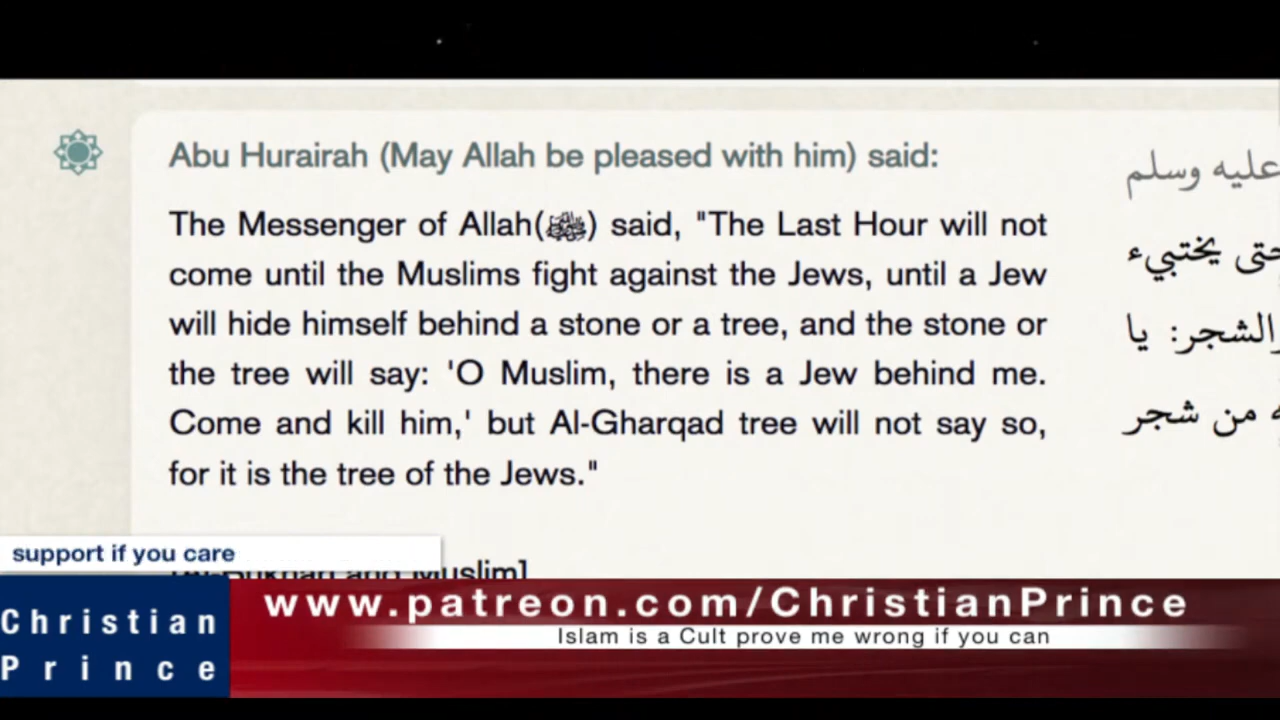 Abu Hurairah (May Allah be pleased with him) said:
The Messenger of Allah(ﷺ) said, "The Last Hour will not
come until the Muslims fight against the Jews, until a Jew
will hide himself behind a stone or a tree, and the stone or
the tree will say: 'O Muslim, there is a Jew behind me.
Come and kill him,' but Al-Gharqad tree will not say so,
for it is the tree of the Jews."
عليه وسلم
حتى يختبيء
والشجر: يا
من شجر
support if you care
and Muslim]
Christian
Prince
www.patreon.com/ChristianPrince
Islam is a Cult prove me wrong if you can